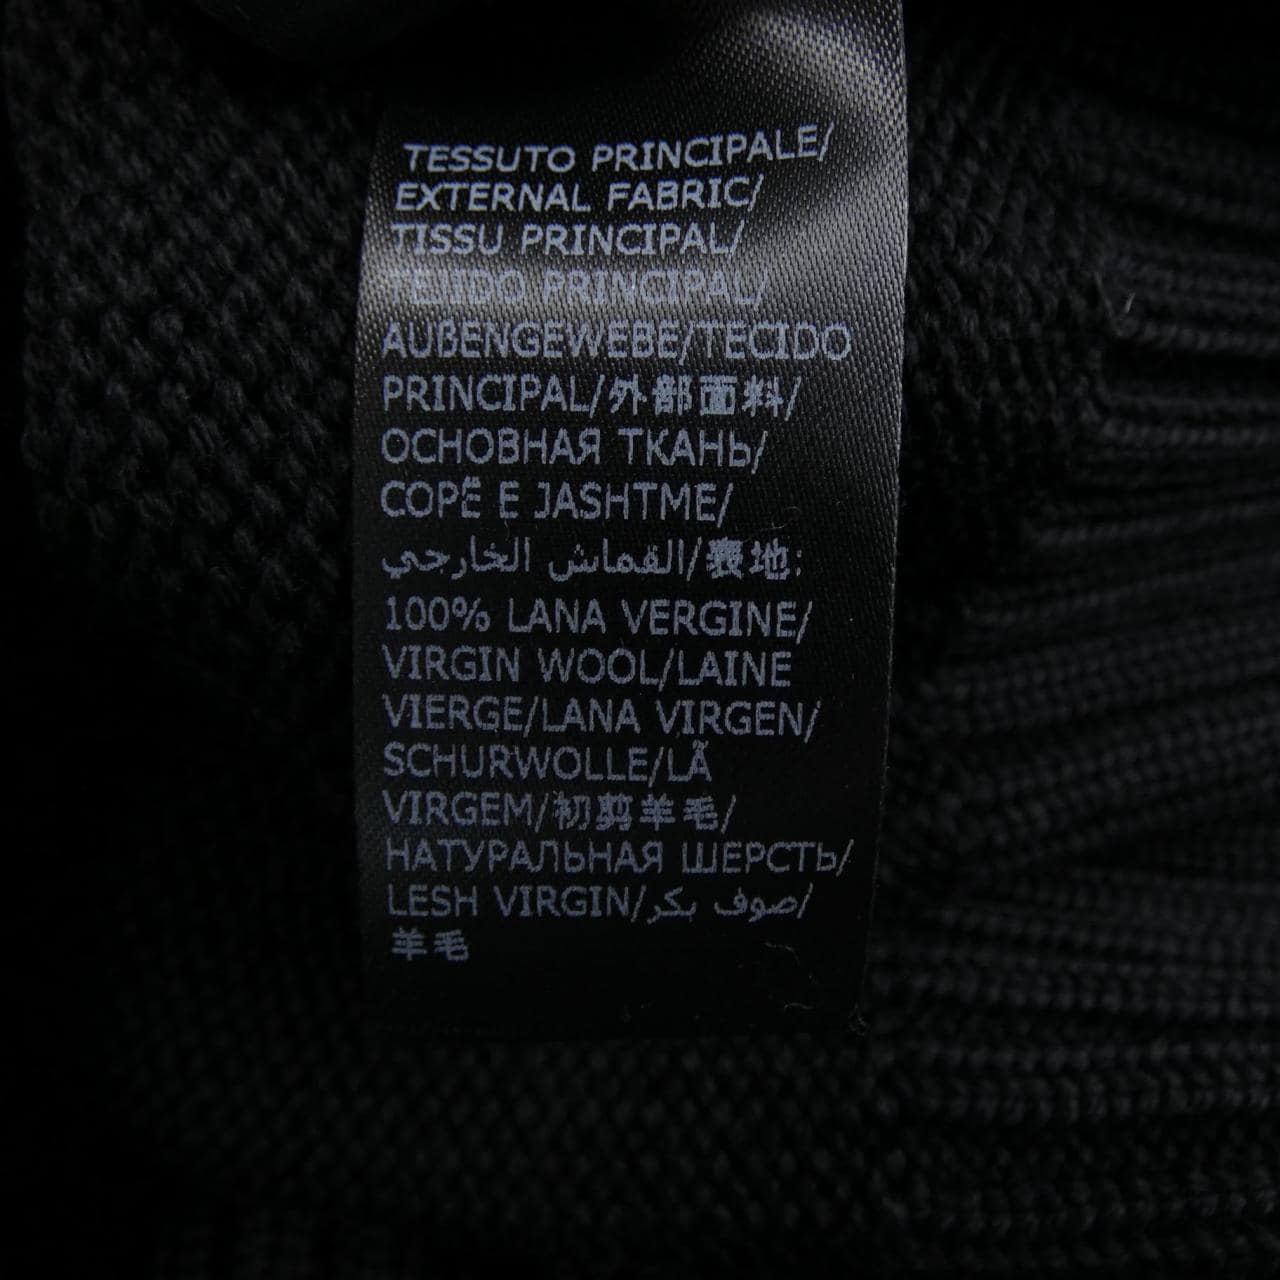 TESSUTO PRINCIPALE/
EXTERNAL FABRIC/
TISSU PRINCIPAL/
TEJIDO PRINCIPAL/
AUßENGEWEBE/TECIDO
PRINCIPAL/外部面料/
ОСНОВНАЯ ТКАНЬ/
COPË E JASHTME/
القماش الخارجي/表地:
100% LANA VERGINE/
VIRGIN WOOL/LAINE
VIERGE/LANA VIRGEN/
SCHURWOLLE/LÃ
VIRGEM/初剪羊毛/
НАТУРАЛЬНАЯ ШЕРСТЬ/
LESH VIRGIN/صوف بكر/
羊毛